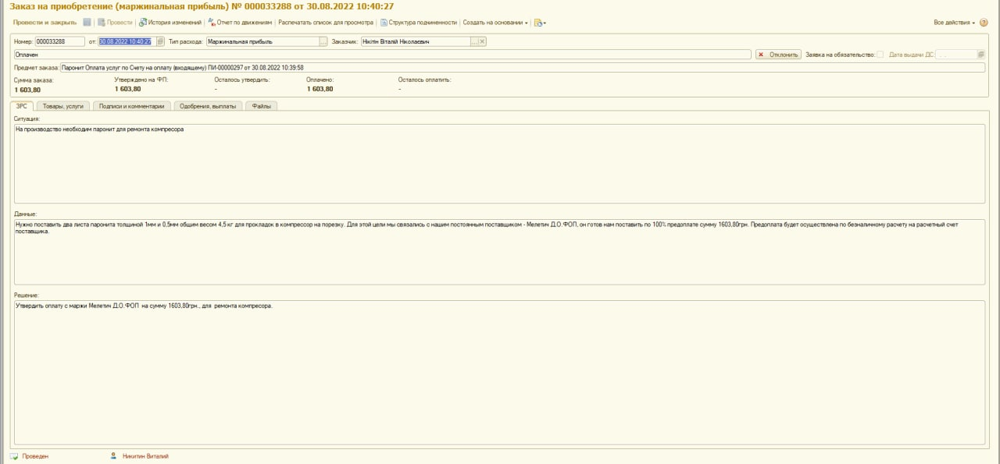 Заказ на приобретение (маржинальная прибыль) № 000033288 от 30.08.2022 10:40:27
Провести и закрыть Провести История изменений Отчет по движениям Распечатать список для просмотра Структура подчиненности Создать на основании Все действия
Номер: 000033288 от: 30.08.2022 10:40:27 Тип расхода: Маржинальная прибыль ... Заказчик: Нікітін Віталій Ніколаєвич ... X
Оплачен Отклонить Заявка на обязательство: Дата выдачи ДС: . .
Предмет заказа: Паронит Оплата услуг по Счету на оплату (входящему) ПИ-00000297 от 30.08.2022 10:39:58
Сумма заказа: Утверждено на ФП: Осталось утвердить: Оплачено: Осталось оплатить:
1 603,80 1 603,80 - 1 603,80 -
ЗРС Товары, услуги Подписи и комментарии Одобрения, выплаты Файлы
Ситуация:
На производство необходим паронит для ремонта компресора
Данные:
Нужно поставить два листа паронита толщиной 1мм и 0,5мм общим весом 4,5 кг для прокладок в компрессор на порезку. Для этой цели мы связались с нашим постоянным поставщиком - Мелетич Д.О.ФОП, он готов нам поставить по 100% предоплате сумму 1603,80грн. Предоплата будет осуществлена по безналичному расчету на расчетный счет
поставщика.
Решение:
Утвердить оплату с маржи Мелетич Д.О.ФОП на сумму 1603,80грн., для ремонта компресора.
Проведен Никитин Виталий